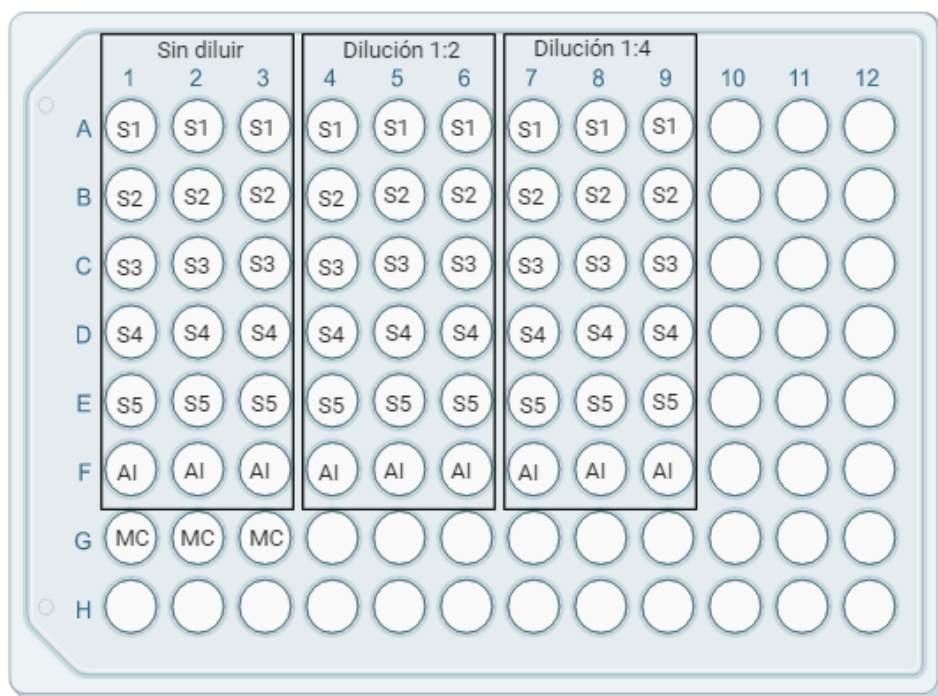 Sin diluir Dilución 1:2 Dilución 1:4
1 2 3 4 5 6 7 8 9 10 11 12
A S1 S1 S1 S1 S1 S1 S1 S1 S1
B S2 S2 S2 S2 S2 S2 S2 S2 S2
C S3 S3 S3 S3 S3 S3 S3 S3 S3
D S4 S4 S4 S4 S4 S4 S4 S4 S4
E S5 S5 S5 S5 S5 S5 S5 S5 S5
F AI AI AI AI AI AI AI AI AI
G MC MC MC
H